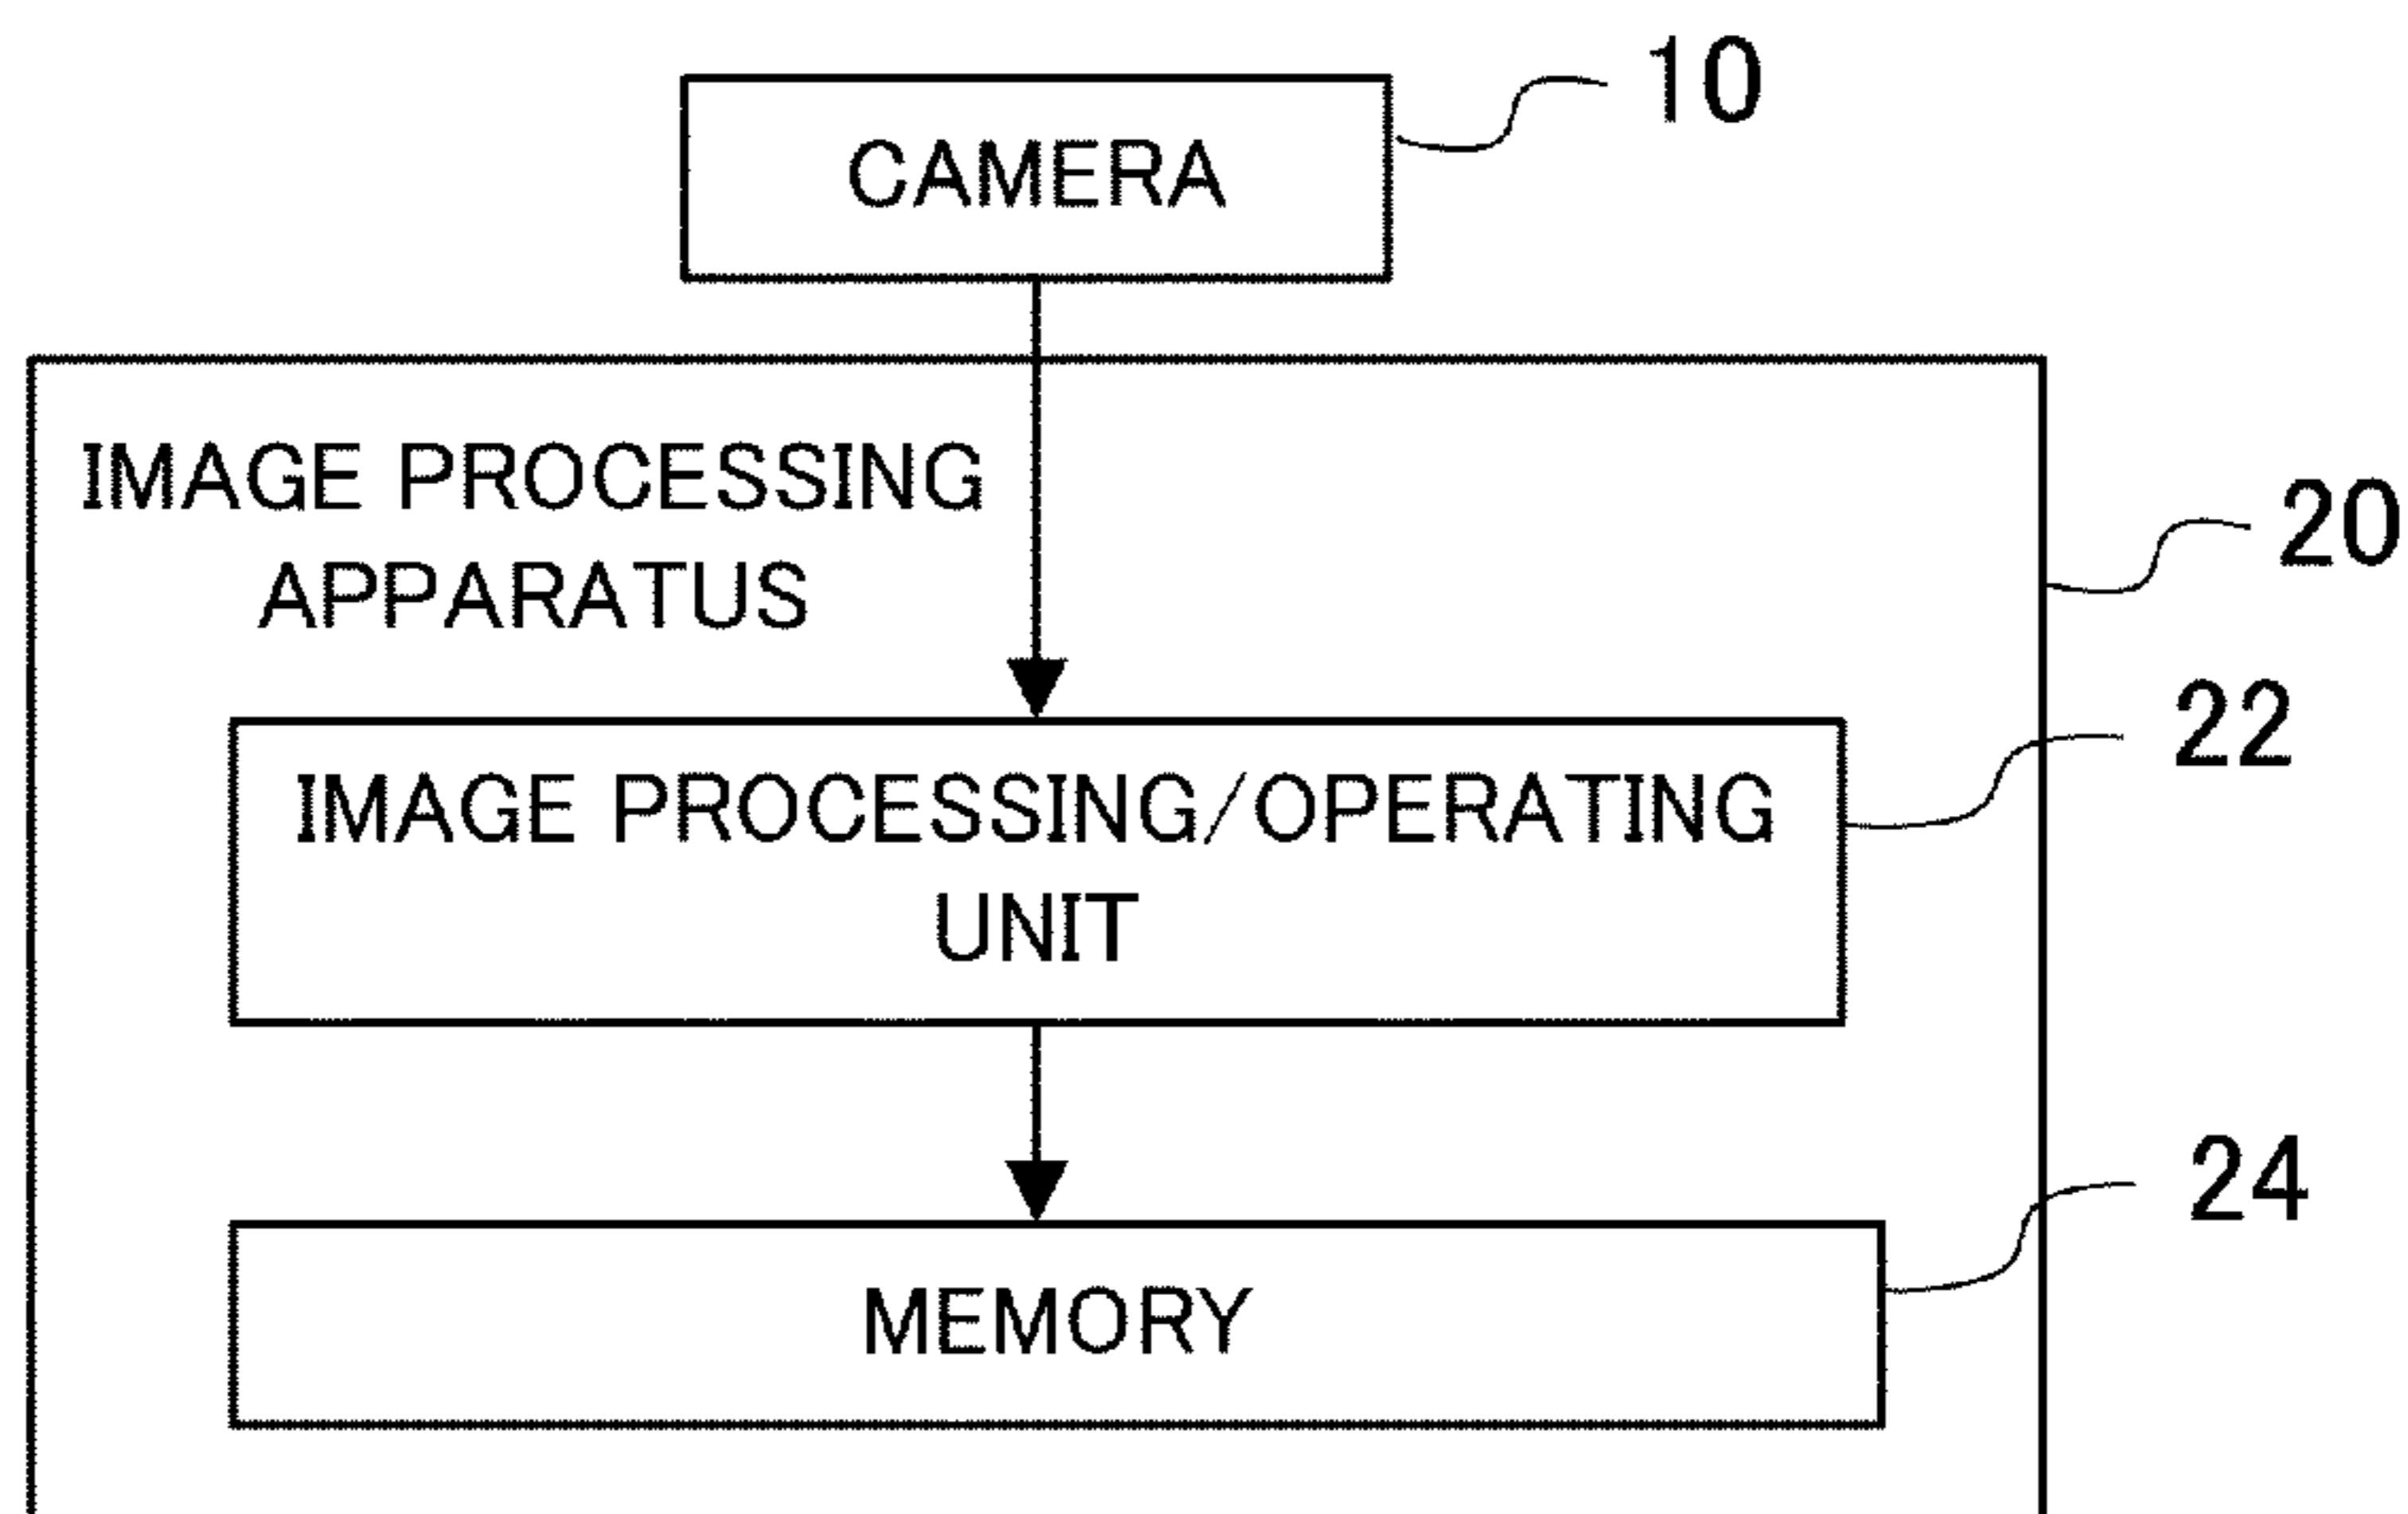 CAMERA
10
IMAGE PROCESSING
APPARATUS
20
22
IMAGE PROCESSING/OPERATING
UNIT
24
MEMORY